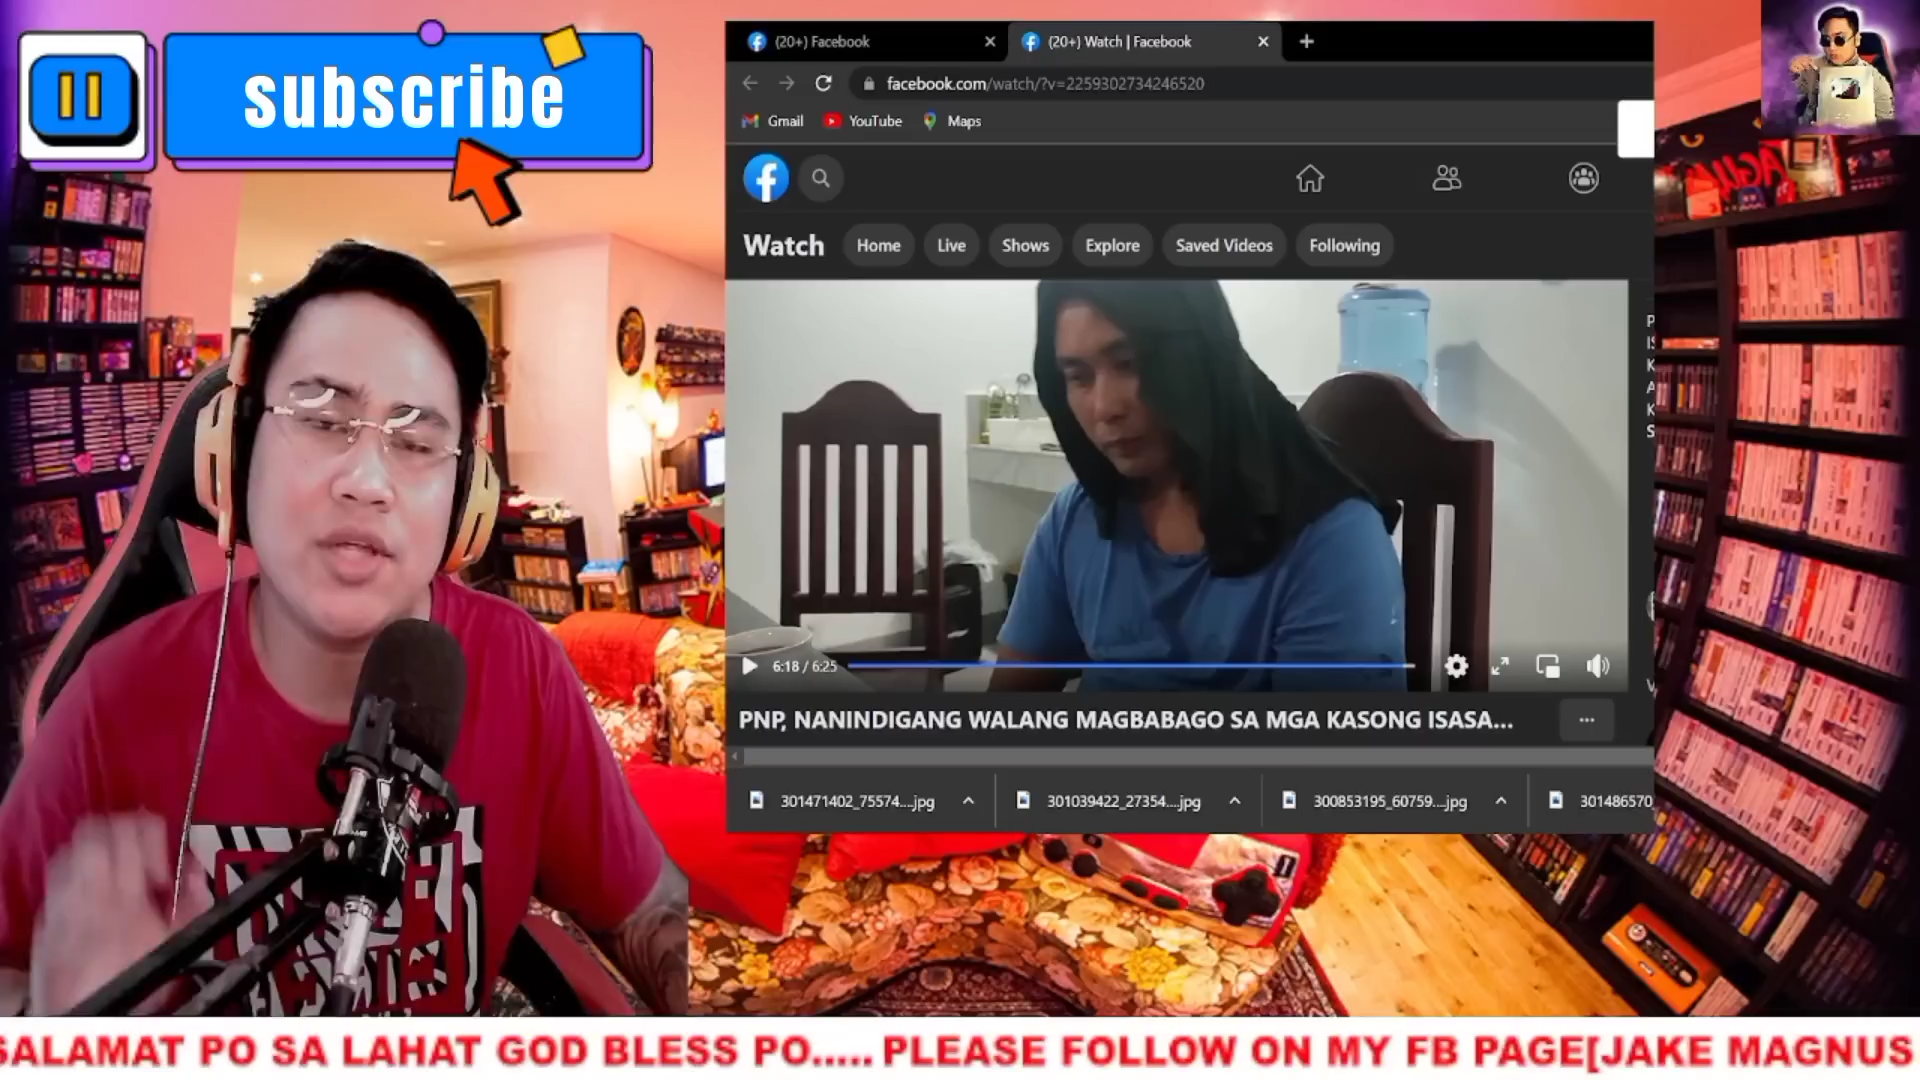 subscribe
(20+) Facebook
(20+) Watch | Facebook
facebook.com/watch/?v=2259302734246520
Gmail
YouTube
Maps
Watch
Home
Live
Shows
Explore
Saved Videos
Following
6:18 / 6:25
PNP, NANINDIGANG WALANG MAGBABAGO SA MGA KASONG ISASA...
301471402_75574....jpg
301039422_27354....jpg
300853195_60759...jpg
301486570
SALAMAT PO SA LAHAT GOD BLESS PO..... PLEASE FOLLOW ON MY FB PAGE[JAKE MAGNUS